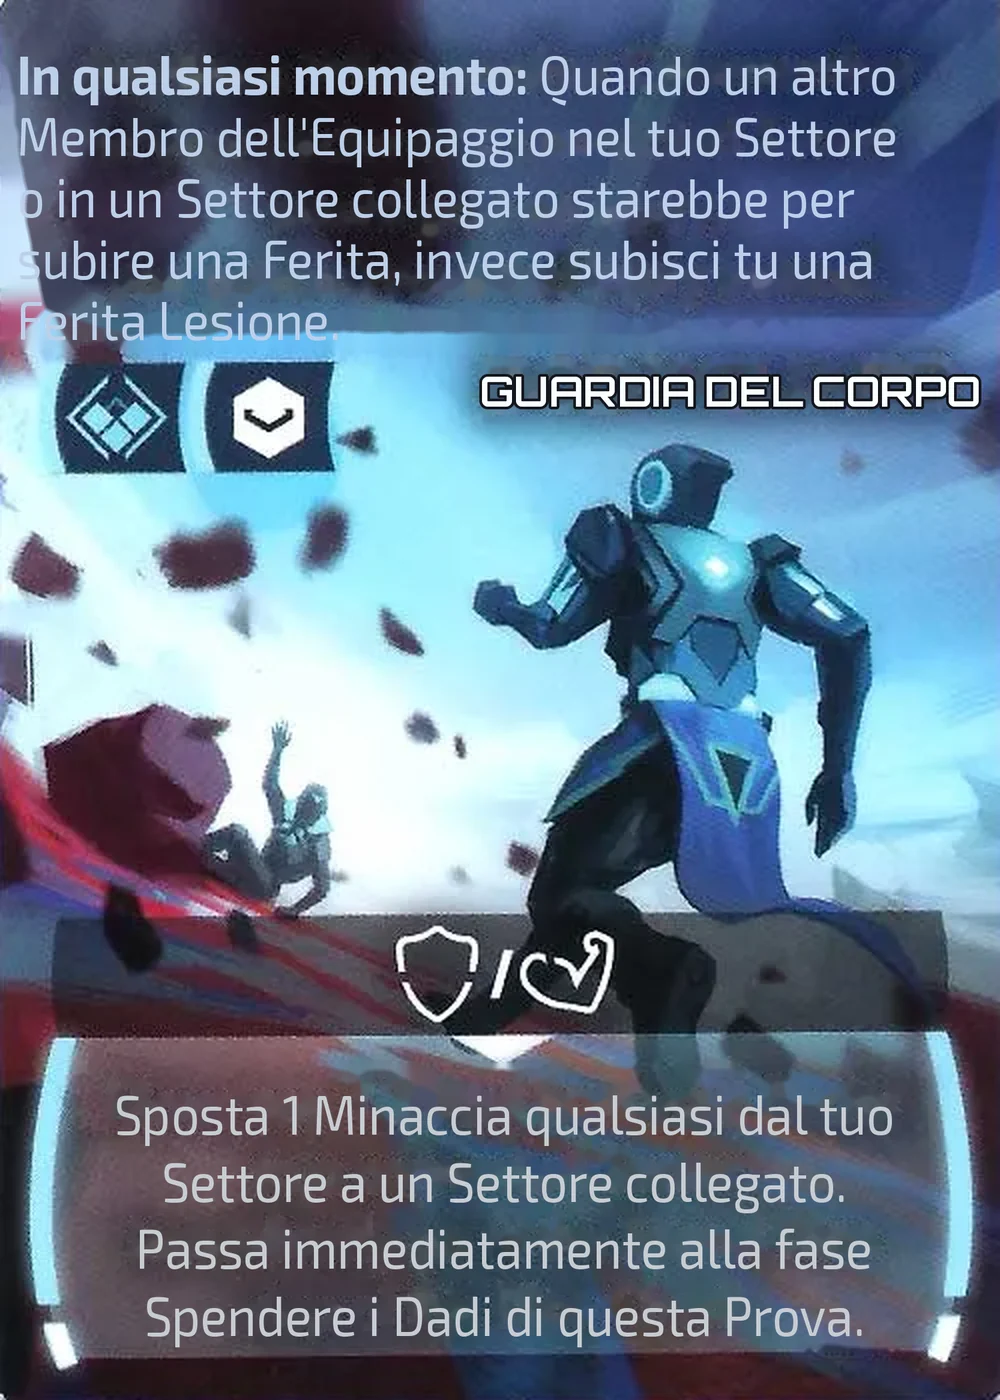 In qualsiasi momento: Quando un altro
Membro dell'Equipaggio nel tuo Settore
o in un Settore collegato starebbe per
subire una Ferita, invece subisci tu una
Ferita Lesione.
GUARDIA DEL CORPO
Sposta 1 Minaccia qualsiasi dal tuo
Settore a un Settore collegato.
Passa immediatamente alla fase
Spendere i Dadi di questa Prova.